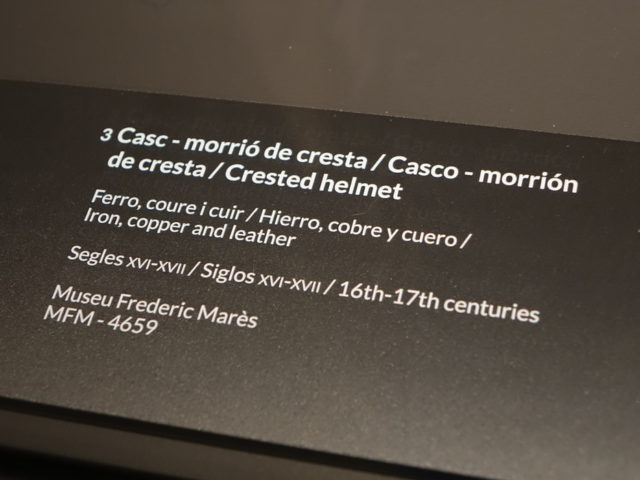 3 Casc - morrió de cresta / Casco - morrión
de cresta / Crested helmet
Ferro, coure i cuir / Hierro, cobre y cuero /
Iron, copper and leather
Segles XVI-XVII / Siglos XVI-XVII / 16th-17th centuries
Museu Frederic Marès
MFM - 4659